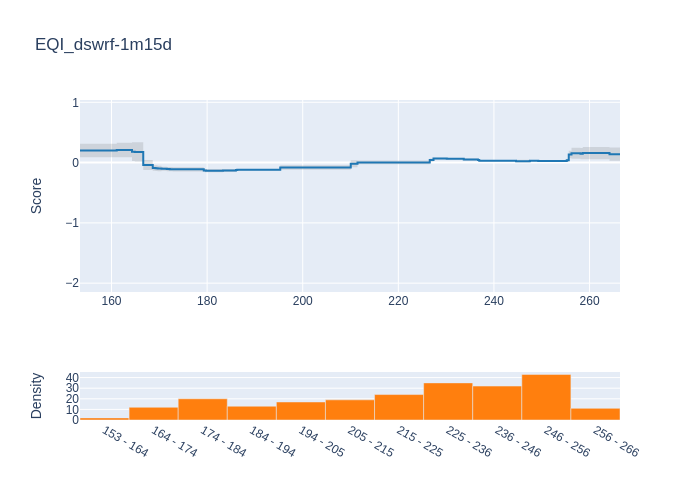 EQI_dswrf-1m15d
1
0
−1
−2
Score
160 180 200 220 240 260
40
30
20
10
0
Density
153 - 164
164 - 174
174 - 184
184 - 194
194 - 205
205 - 215
215 - 225
225 - 236
236 - 246
246 - 256
256 - 266